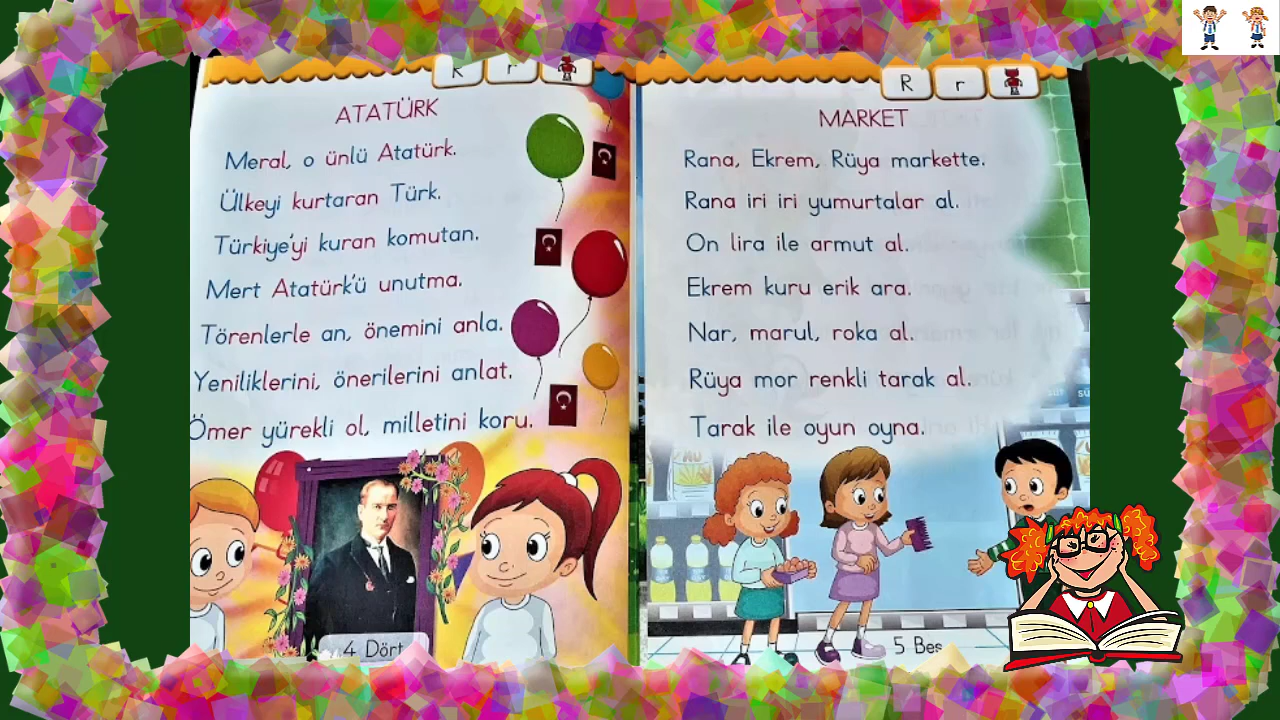 R r
ATATÜRK
Meral, o ünlü Atatürk.
Ülkeyi kurtaran Türk.
Türkiye'yi kuran komutan.
Mert Atatürk'ü unutma.
Törenlerle an, önemini anla.
Yeniliklerini, önerilerini anlat.
Ömer yürekli ol, milletini koru.
4 Dört
R r
MARKET
Rana, Ekrem, Rüya markette.
Rana iri iri yumurtalar al.
On lira ile armut al.
Ekrem kuru erik ara.
Nar, marul, roka al.
Rüya mor renkli tarak al.
Tarak ile oyun oyna.
5 Beş